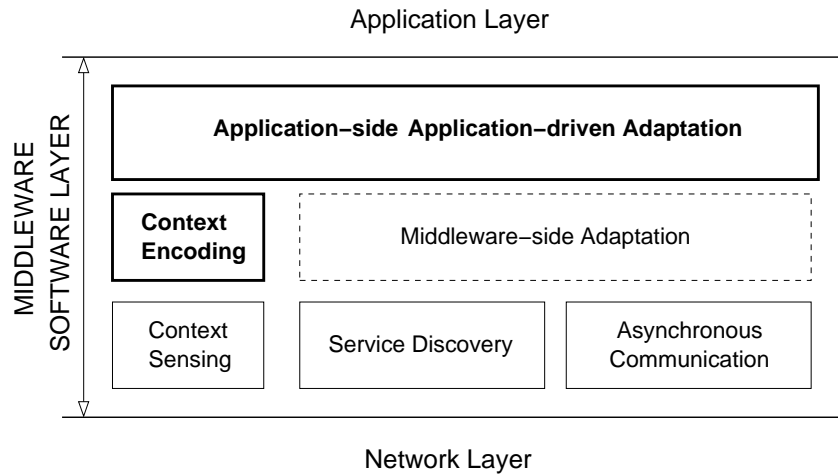 Application Layer
MIDDLEWARE
SOFTWARE LAYER
Application−side Application−driven Adaptation
Context
Encoding
Middleware−side Adaptation
Context
Sensing
Service Discovery
Asynchronous
Communication
Network Layer